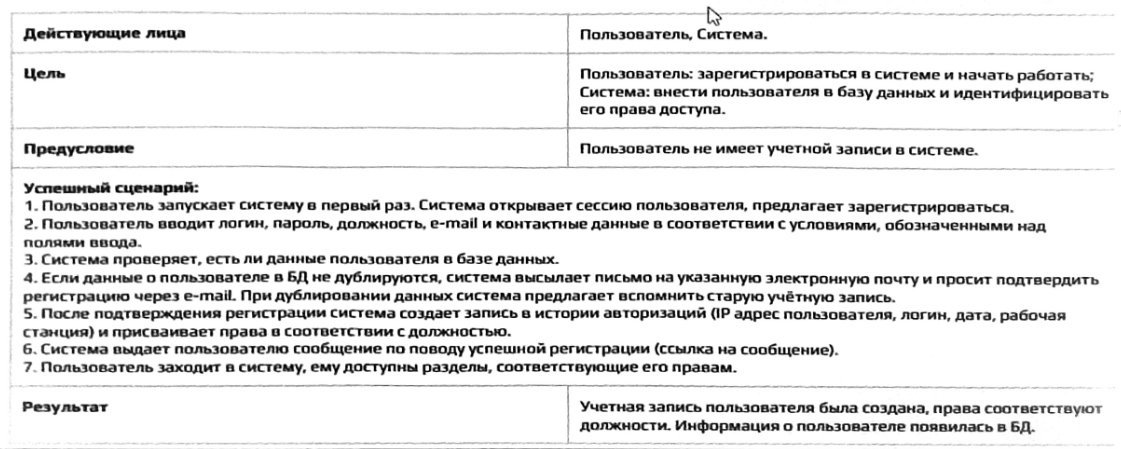 Действующие лица
Пользователь, Система.
Цель
Пользователь: зарегистрироваться в системе и начать работать;
Система: внести пользователя в базу данных и идентифицировать
его права доступа.
Предусловие
Пользователь не имеет учетной записи в системе.
Успешный сценарий:
1. Пользователь запускает систему в первый раз. Система открывает сессию пользователя, предлагает зарегистрироваться.
2. Пользователь вводит логин, пароль, должность, e-mail и контактные данные в соответствии с условиями, обозначенными над
полями ввода.
3. Система проверяет, есть ли данные пользователя в базе данных.
4. Если данные о пользователе в БД не дублируются, система высылает письмо на указанную электронную почту и просит подтвердить
регистрацию через e-mail. При дублировании данных система предлагает вспомнить старую учётную запись.
5. После подтверждения регистрации система создает запись в истории авторизаций (IP адрес пользователя, логин, дата, рабочая
станция) и присваивает права в соответствии с должностью.
6. Система выдает пользователю сообщение по поводу успешной регистрации (ссылка на сообщение).
7. Пользователь заходит в систему, ему доступны разделы, соответствующие его правам.
Результат
Учетная запись пользователя была создана, права соответствуют
должности. Информация о пользователе появилась в БД.